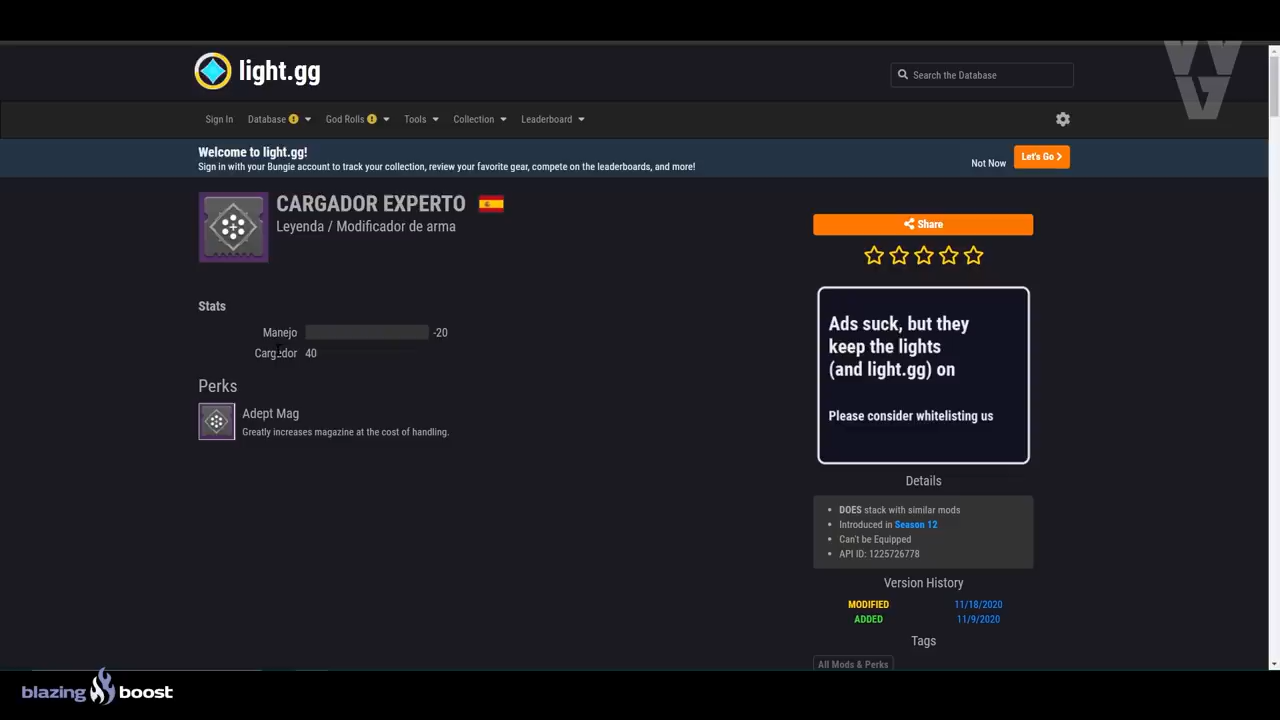 light.gg
Search the Database
Sign In
Database
God Rolls
Tools
Collection
Leaderboard
Welcome to light.gg!
Sign in with your Bungie account to track your collection, review your favorite gear, compete on the leaderboards, and more!
Not Now
Let's Go
CARGADOR EXPERTO
Leyenda / Modificador de arma
Share
Stats
Manejo -20
Cargador 40
Perks
Adept Mag
Greatly increases magazine at the cost of handling.
Ads suck, but they
keep the lights
(and light.gg) on
Please consider whitelisting us
Details
DOES stack with similar mods
Introduced in Season 12
Can't be Equipped
API ID: 1225726778
Version History
MODIFIED 11/18/2020
ADDED 11/9/2020
Tags
All Mods & Perks
blazing boost
WG